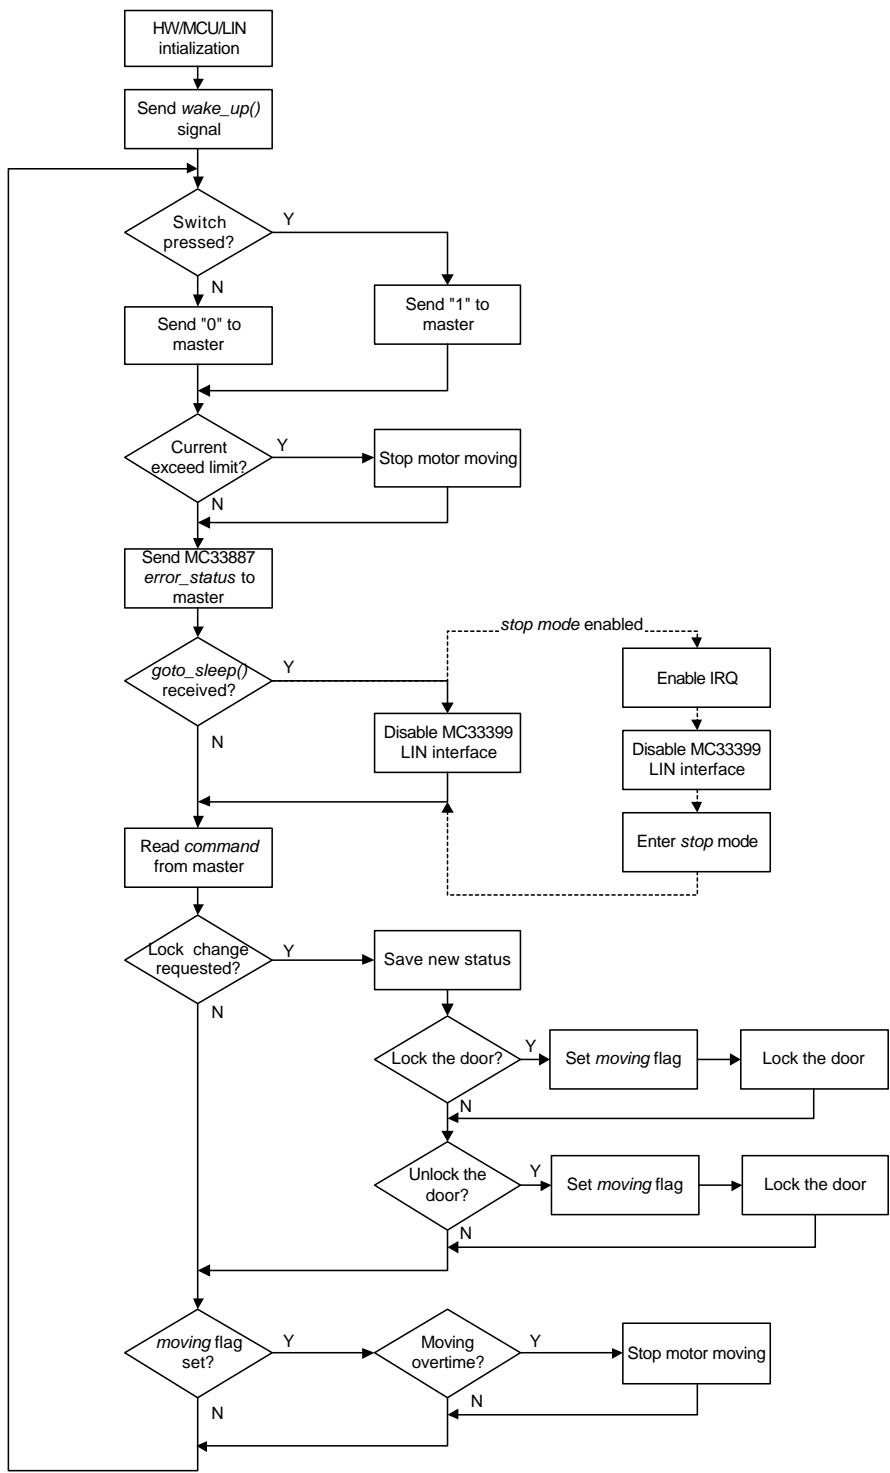 HW/MCU/LIN
intialization
Send wake_up()
signal
Switch
pressed?
Y
N
Send "0" to
master
Send "1" to
master
Current
exceed limit?
Y
Stop motor moving
N
Send MC33887
error_status to
master
stop mode enabled
goto_sleep()
received?
Y
Enable IRQ
N
Disable MC33399
LIN interface
Disable MC33399
LIN interface
Read command
from master
Enter stop mode
Lock change
requested?
Y
Save new status
N
Lock the door?
Y
Set moving flag
Lock the door
N
Unlock the
door?
Y
Set moving flag
Lock the door
N
moving flag
set?
Y
Moving
overtime?
Y
Stop motor moving
N
N